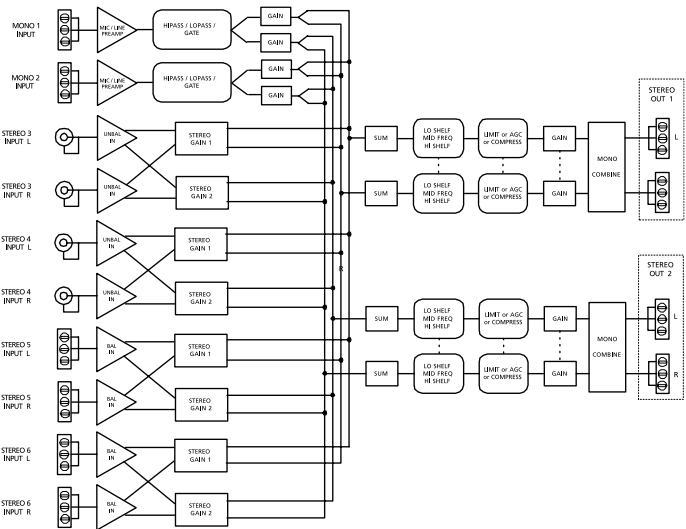 MONO 1
INPUT
MIC / LINE
PREAMP
HIPASS / LOPASS /
GATE
GAIN
GAIN
MONO 2
INPUT
MIC / LINE
PREAMP
HIPASS / LOPASS /
GATE
GAIN
GAIN
STEREO 3
INPUT L
UNBAL
IN
STEREO
GAIN 1
STEREO 3
INPUT R
UNBAL
IN
STEREO
GAIN 2
STEREO 4
INPUT L
UNBAL
IN
STEREO
GAIN 1
STEREO 4
INPUT R
UNBAL
IN
STEREO
GAIN 2
STEREO 5
INPUT L
BAL
IN
STEREO
GAIN 1
STEREO 5
INPUT R
BAL
IN
STEREO
GAIN 2
STEREO 6
INPUT L
BAL
IN
STEREO
GAIN 1
STEREO 6
INPUT R
BAL
IN
STEREO
GAIN 2
R
SUM
LO SHELF
MID FREQ
HI SHELF
LIMIT or AGC
or COMPRESS
GAIN
SUM
LO SHELF
MID FREQ
HI SHELF
LIMIT or AGC
or COMPRESS
GAIN
MONO
COMBINE
STEREO
OUT 1
L
SUM
LO SHELF
MID FREQ
HI SHELF
LIMIT or AGC
or COMPRESS
GAIN
SUM
LO SHELF
MID FREQ
HI SHELF
LIMIT or AGC
or COMPRESS
GAIN
MONO
COMBINE
STEREO
OUT 2
L
R